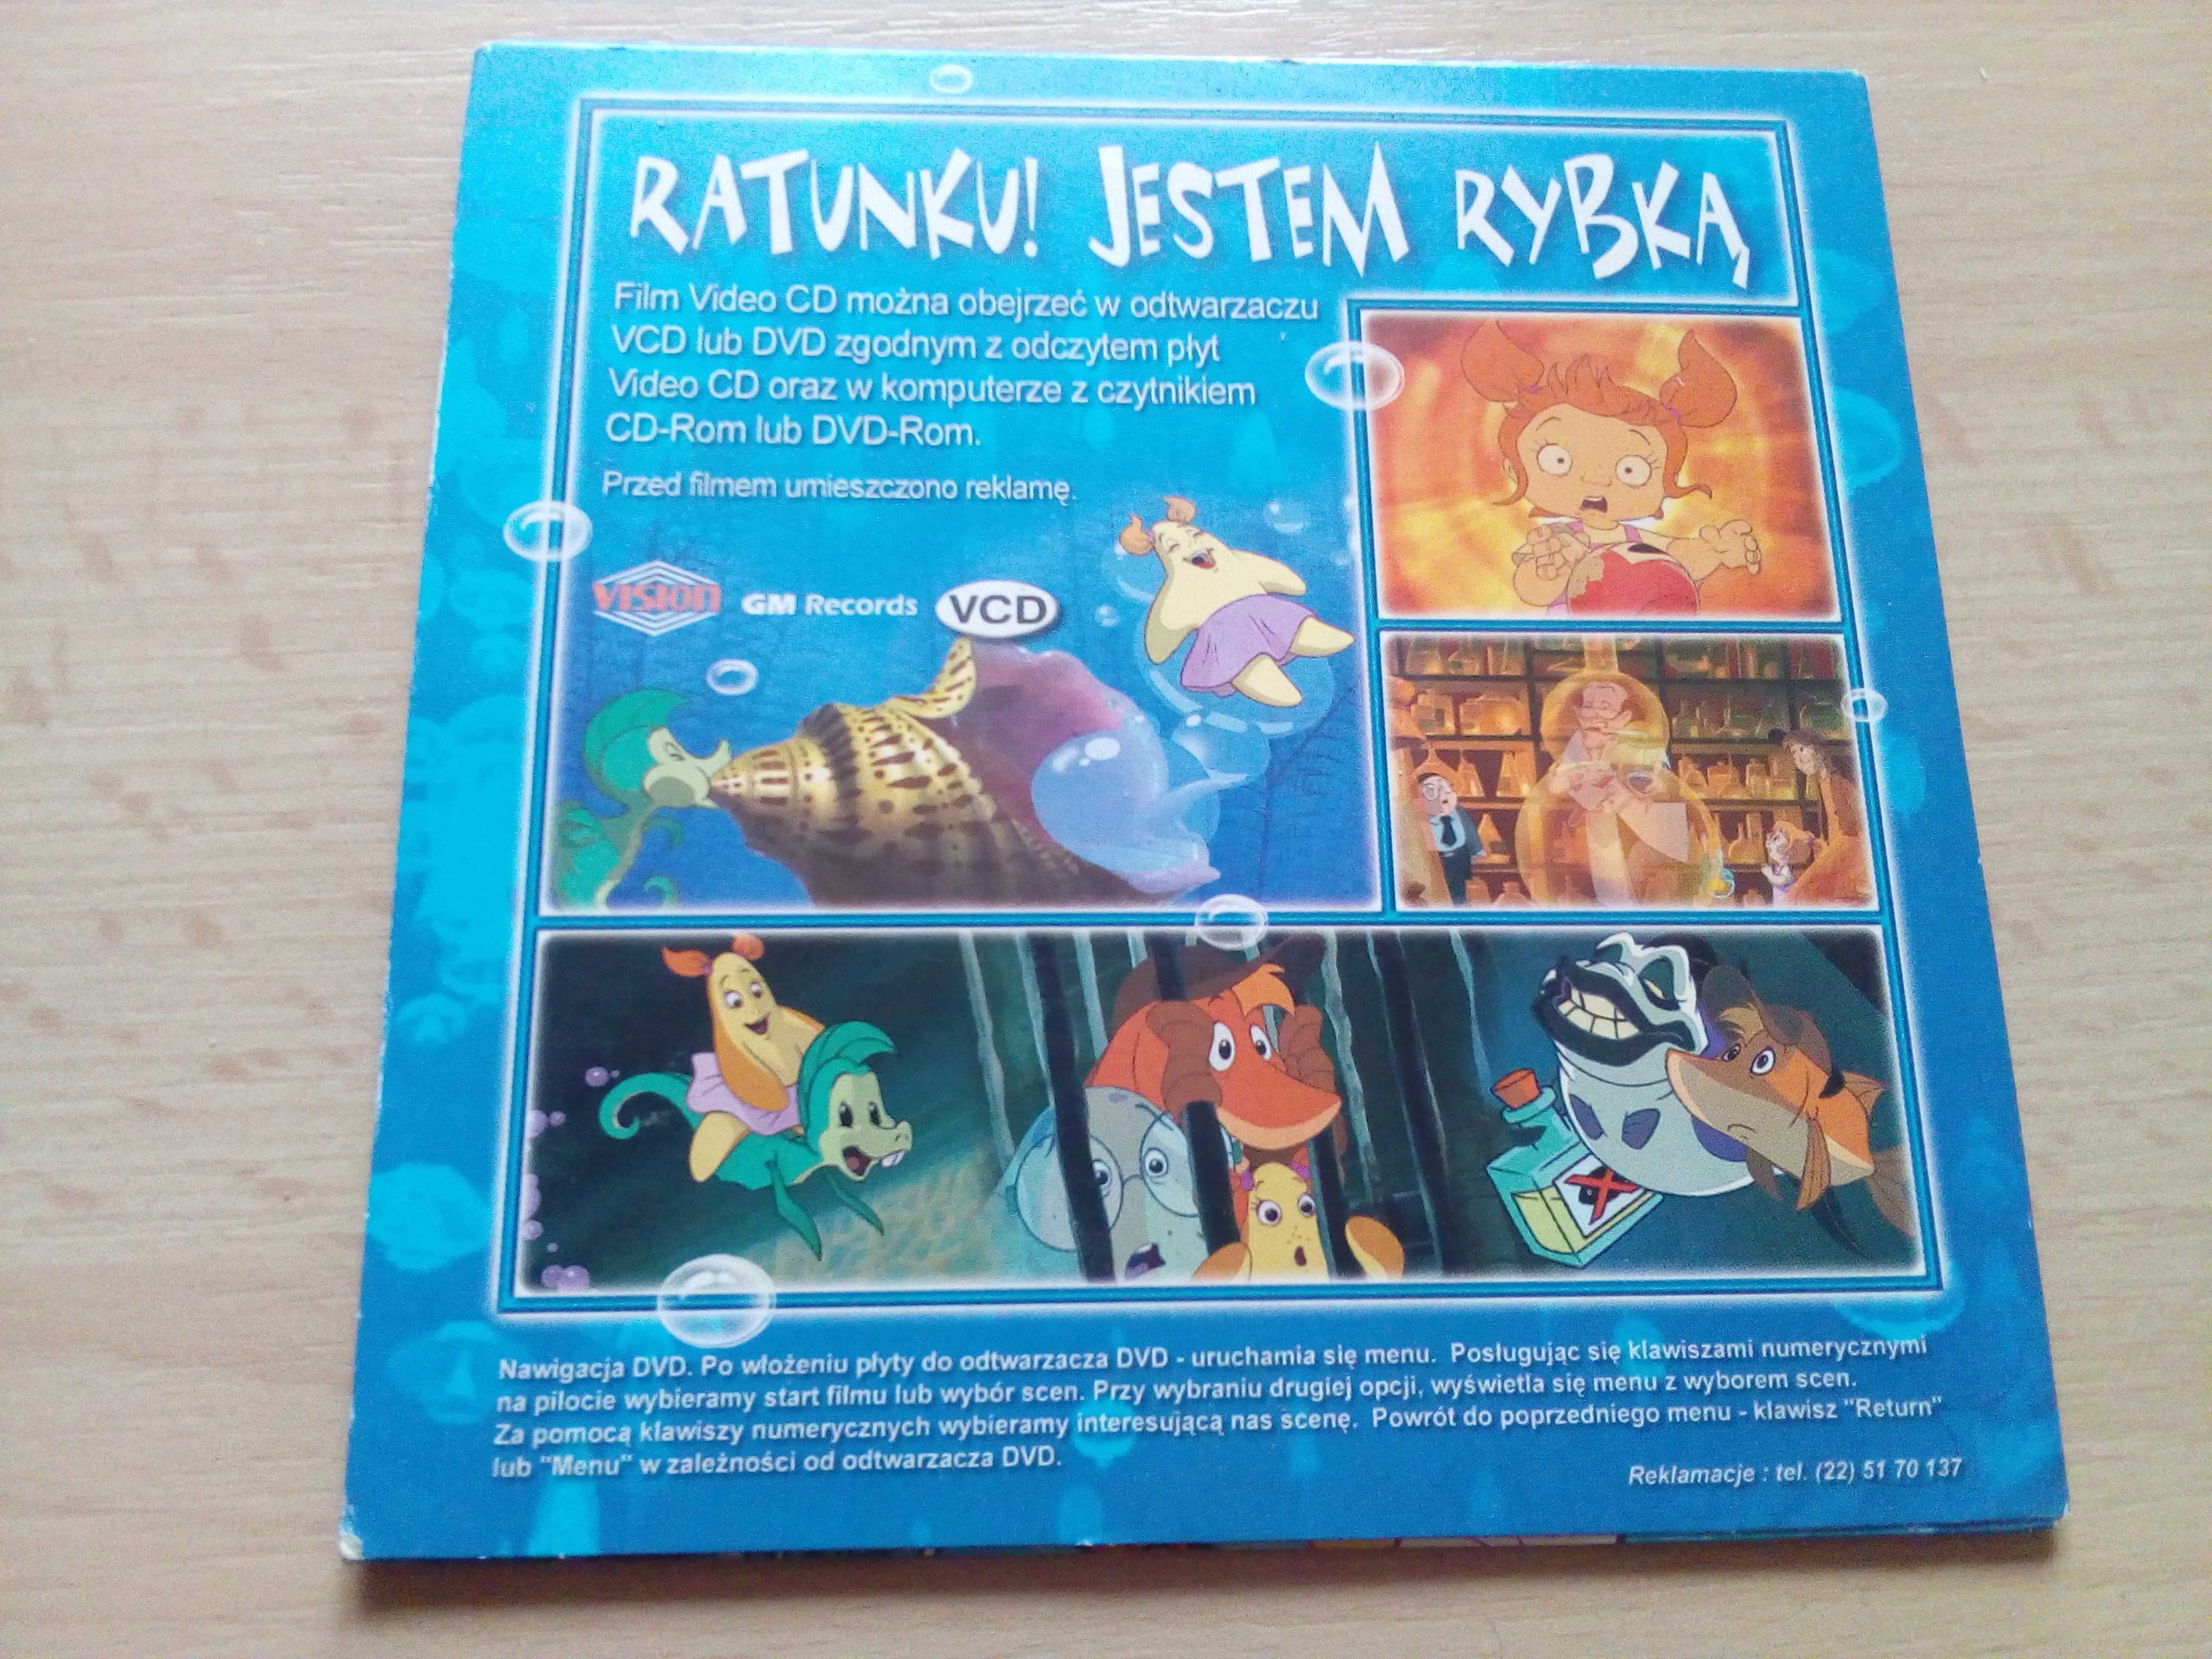 RATUNKU! JESTEM RYBKĄ
Film Video CD można obejrzeć w odtwarzaczu
VCD lub DVD zgodnym z odczytem płyt
Video CD oraz w komputerze z czytnikiem
CD-Rom lub DVD-Rom.
Przed filmem umieszczono reklamę.
VISION GM Records VCD
Nawigacja DVD. Po włożeniu płyty do odtwarzacza DVD - uruchamia się menu. Posługując się klawiszami numerycznymi
na pilocie wybieramy start filmu lub wybór scen. Przy wybraniu drugiej opcji, wyświetla się menu z wyborem scen.
Za pomocą klawiszy numerycznych wybieramy interesującą nas scenę. Powrót do poprzedniego menu - klawisz "Return"
lub "Menu" w zależności od odtwarzacza DVD.
Reklamacje : tel. (22) 51 70 137